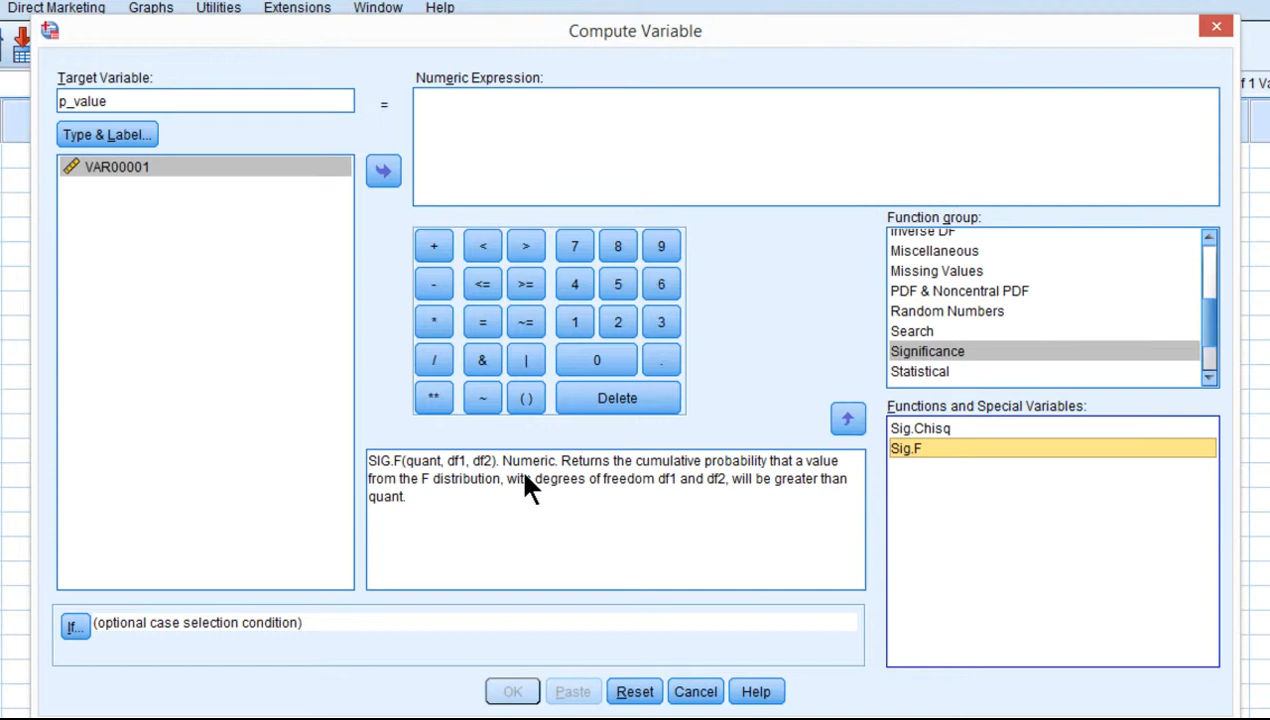 Direct Marketing Graphs Utilities Extensions Window Help
Compute Variable
Target Variable:
p_value
=
Numeric Expression:
Type & Label...
VAR00001
+ < > 7 8 9
- <= >= 4 5 6
* = ~= 1 2 3
/ & | 0 .
** ~ ( ) Delete
Function group:
Inverse DF
Miscellaneous
Missing Values
PDF & Noncentral PDF
Random Numbers
Search
Significance
Statistical
Functions and Special Variables:
Sig.Chisq
Sig.F
SIG.F(quant, df1, df2). Numeric. Returns the cumulative probability that a value
from the F distribution, with degrees of freedom df1 and df2, will be greater than
quant.
If... (optional case selection condition)
OK Paste Reset Cancel Help